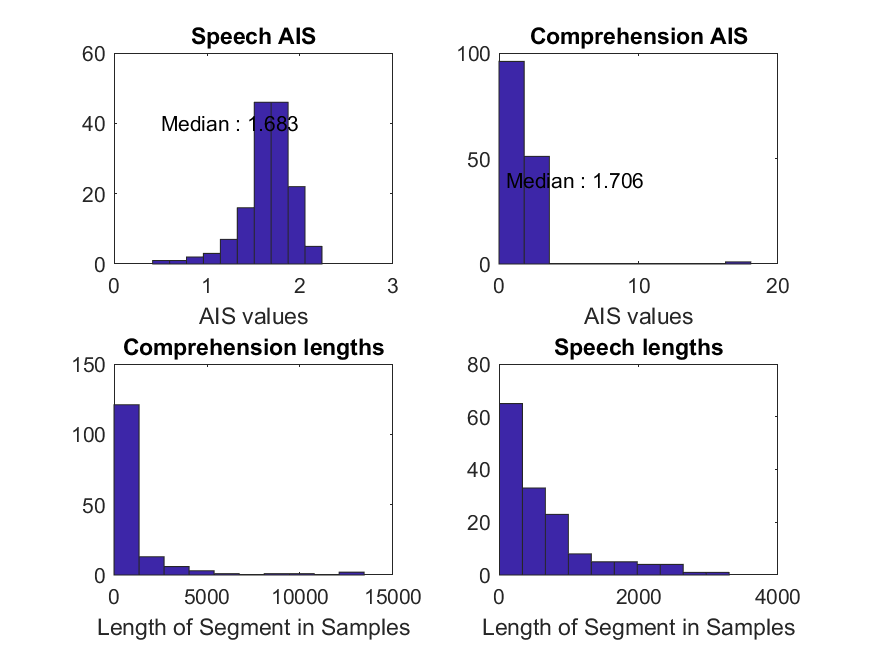 Speech AIS
60
40
20
0
Median : 1.683
0 1 2 3
AIS values
Comprehension AIS
100
50
0
Median : 1.706
0 10 20
AIS values
Comprehension lengths
150
100
50
0
0 5000 10000 15000
Length of Segment in Samples
Speech lengths
80
60
40
20
0
0 2000 4000
Length of Segment in Samples